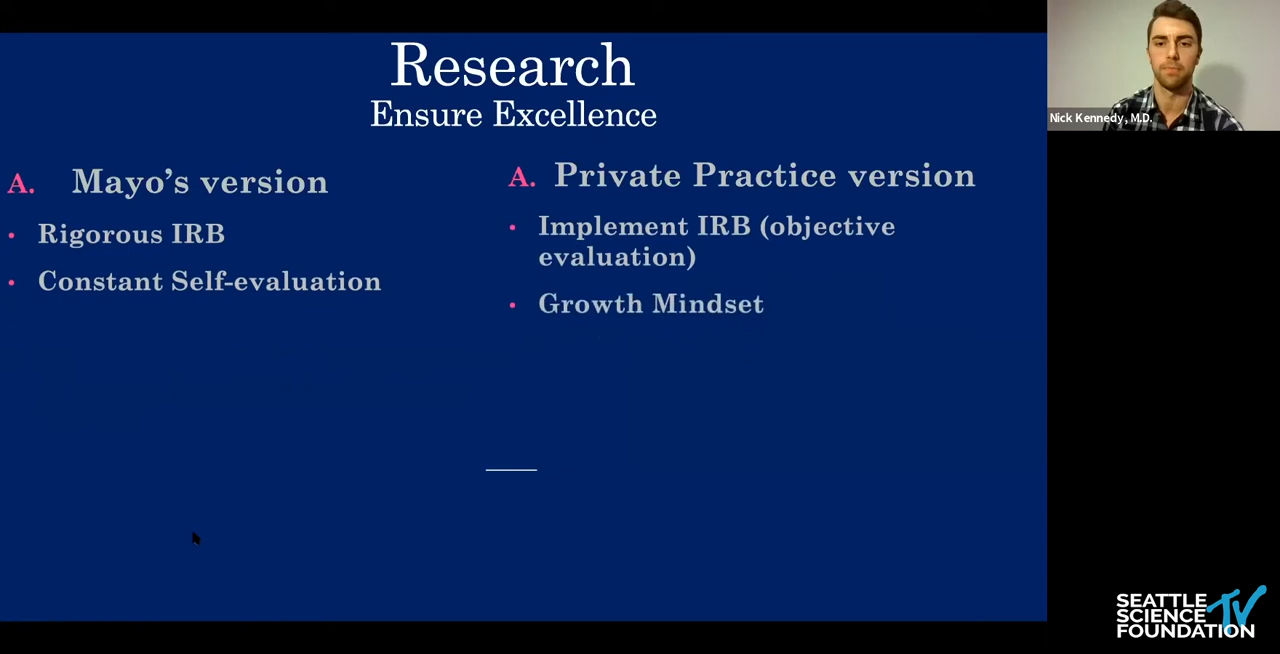 Research
Ensure Excellence
A. Mayo's version
• Rigorous IRB
• Constant Self-evaluation
A. Private Practice version
• Implement IRB (objective
evaluation)
• Growth Mindset
Nick Kennedy, M.D.
SEATTLE
SCIENCE
FOUNDATION
TV